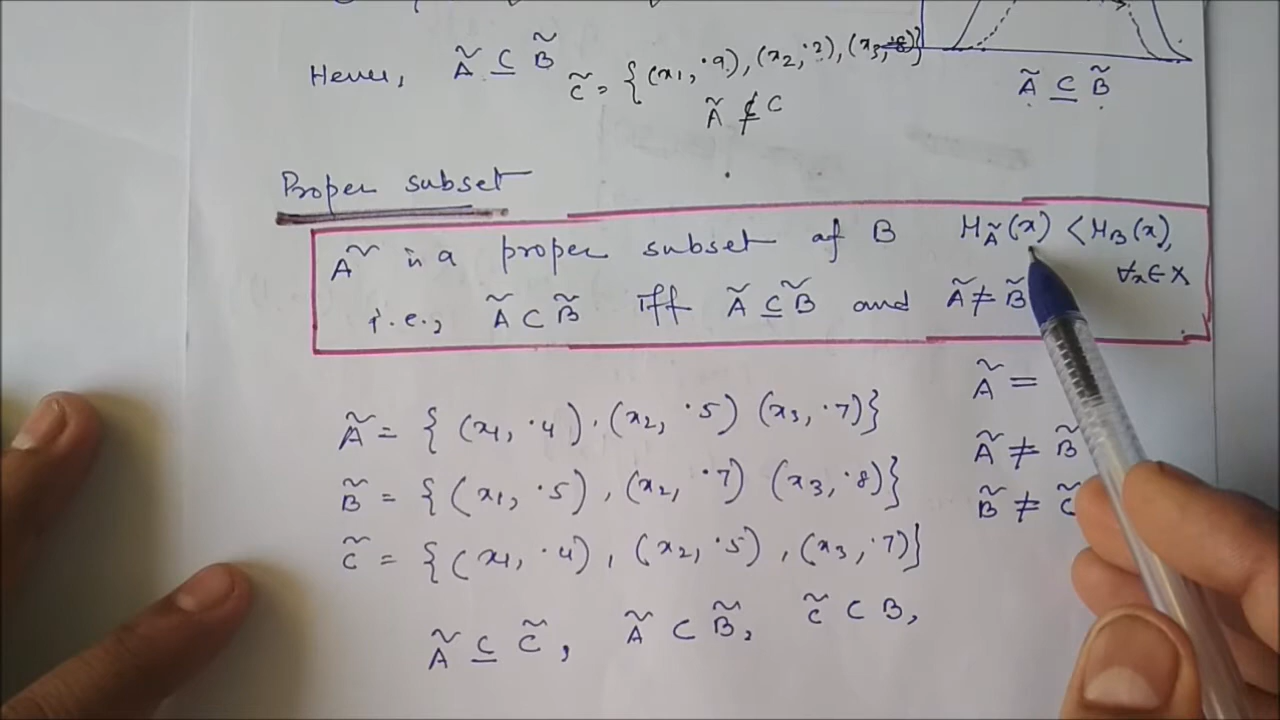 Hence, Ã ⊆ B̃
C̃ = {(x1, ·9), (x2, ·2), (x3, ·8)}
Ã ⊄ C
Ã ⊆ B̃
Proper subset
Ã is a proper subset of B μÃ(x) < μB(x), ∀x∈X
i.e., Ã ⊂ B̃ iff Ã ⊆ B̃ and Ã ≠ B̃
Ã = { (x1, ·4), (x2, ·5) (x3, ·7)}
B̃ = {(x1, ·5), (x2, ·7) (x3, ·8)}
C̃ = {(x1, ·4), (x2, ·5), (x3, ·7)}
Ã ⊆ C̃, Ã ⊂ B̃, C̃ ⊂ B,
Ã =
Ã ≠ B̃
B̃ ≠ C̃